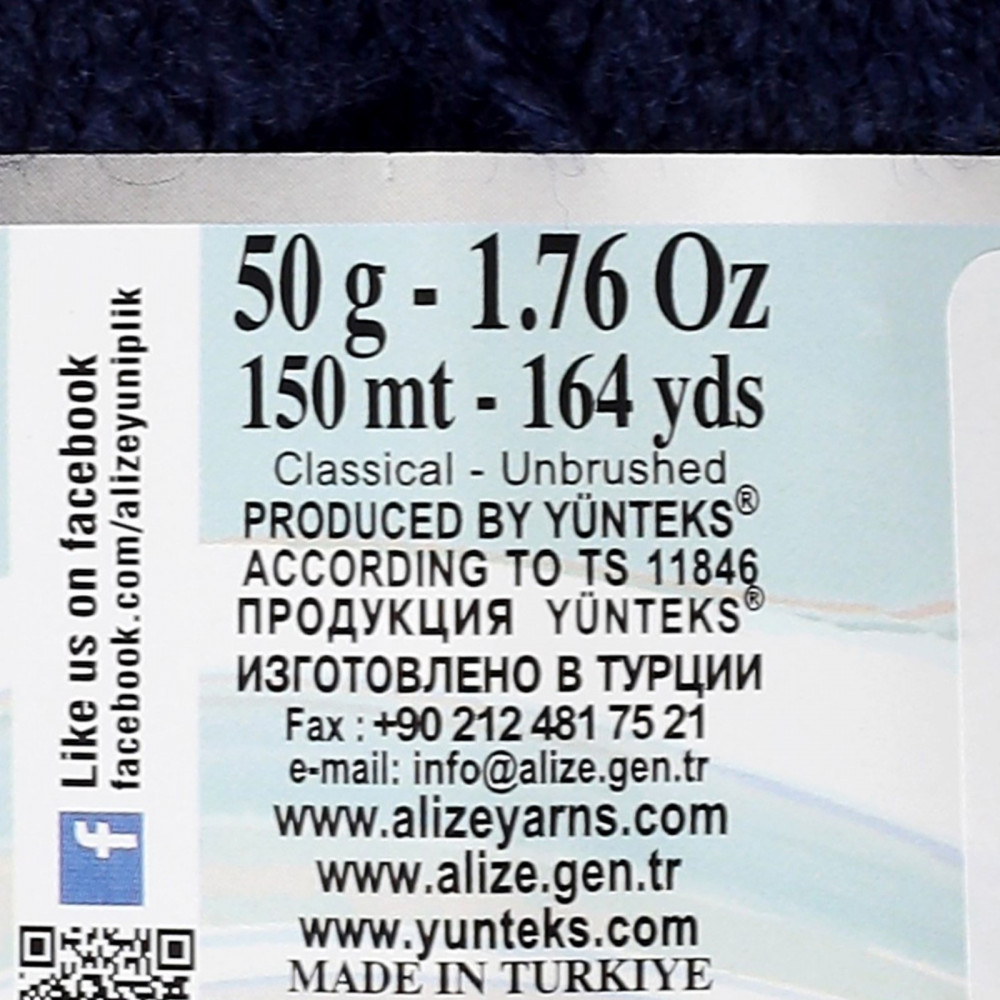 50 g - 1.76 Oz
150 mt - 164 yds
Classical - Unbrushed
PRODUCED BY YÜNTEKS®
ACCORDING TO TS 11846
ПРОДУКЦИЯ YÜNTEKS®
ИЗГОТОВЛЕНО В ТУРЦИИ
Fax : +90 212 481 75 21
e-mail: info@alize.gen.tr
www.alizeyarns.com
www.alize.gen.tr
www.yunteks.com
MADE IN TURKIYE
Like us on facebook
facebook.com/alizeyuniplik
f